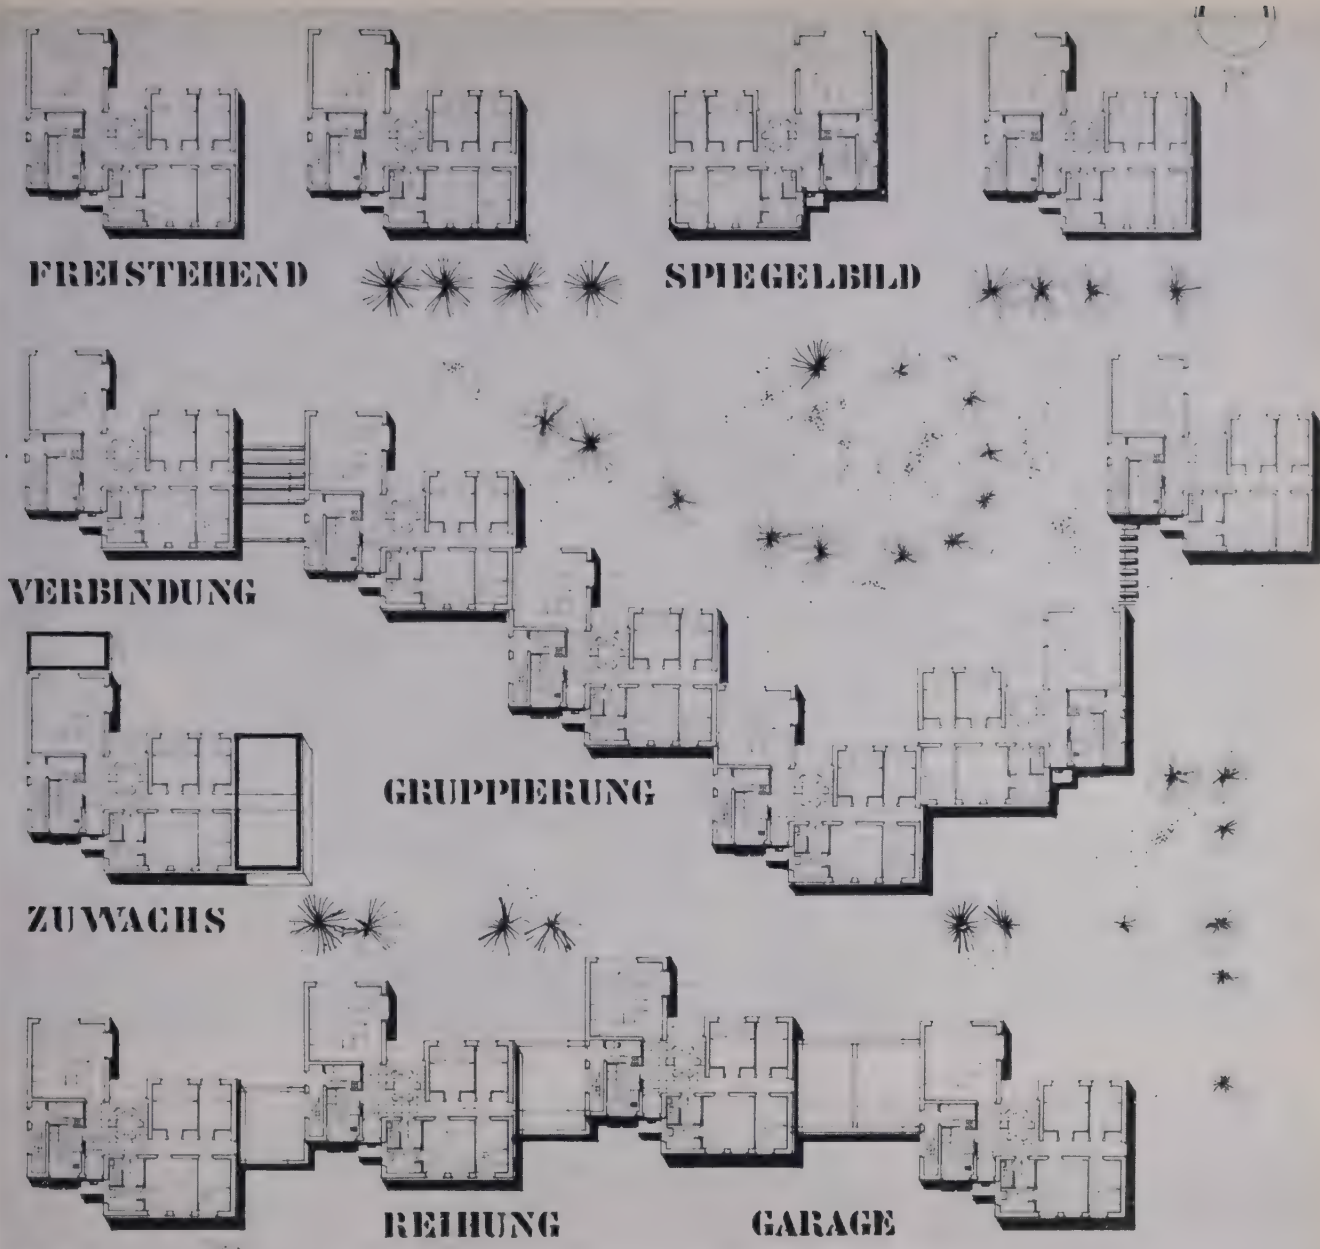 FREISTEHEND
SPIEGELBILD
VERBINDUNG
GRUPPIERUNG
ZUWACHS
REIHUNG
GARAGE